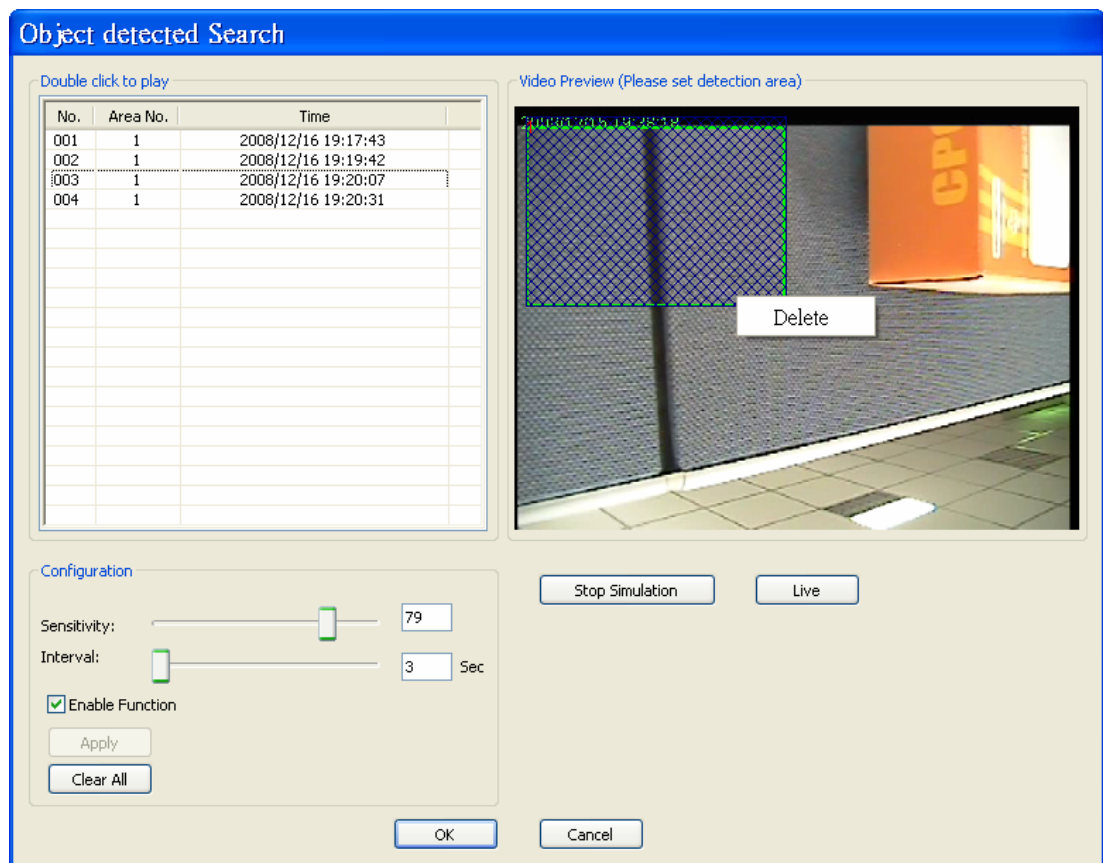 Object detected Search
Double click to play
No. Area No. Time
001 1 2008/12/16 19:17:43
002 1 2008/12/16 19:19:42
003 1 2008/12/16 19:20:07
004 1 2008/12/16 19:20:31
Video Preview (Please set detection area)
CPU
Delete
Configuration
Sensitivity: 79
Interval: 3 Sec
Enable Function
Apply
Clear All
Stop Simulation
Live
OK
Cancel